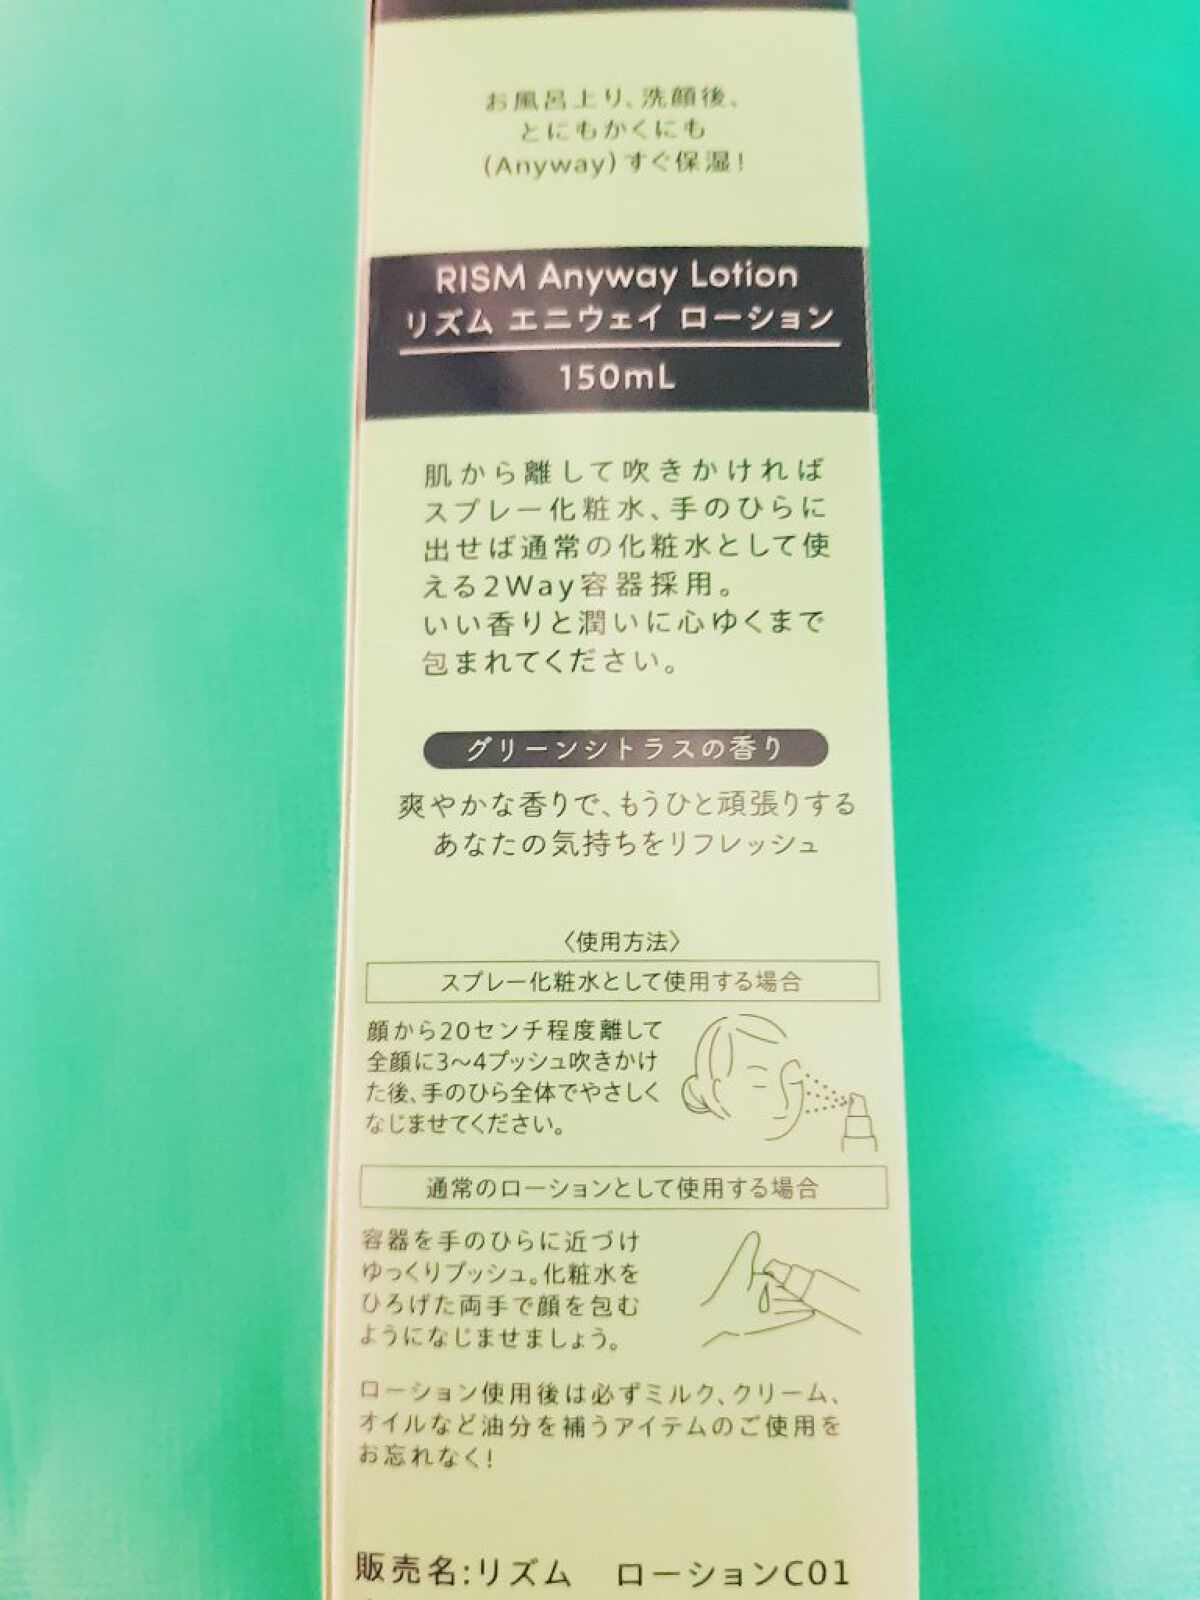 お風呂上り、洗顔後、
とにもかくにも
(Anyway)すぐ保湿!
RISM Anyway Lotion
リズム エニウェイ ローション
150mL
肌から離して吹きかければ
スプレー化粧水、手のひらに
出せば通常の化粧水として使
える2Way容器採用。
いい香りと潤いに心ゆくまで
包まれてください。
グリーンシトラスの香り
爽やかな香りで、もうひと頑張りする
あなたの気持ちをリフレッシュ
〈使用方法〉
スプレー化粧水として使用する場合
顔から20センチ程度離して
全顔に3〜4プッシュ吹きかけ
た後、手のひら全体でやさしく
なじませてください。
通常のローションとして使用する場合
容器を手のひらに近づけ
ゆっくりプッシュ。化粧水を
ひろげた両手で顔を包む
ようになじませましょう。
ローション使用後は必ずミルク、クリーム、
オイルなど油分を補うアイテムのご使用を
お忘れなく!
販売名:リズム　ローションC01